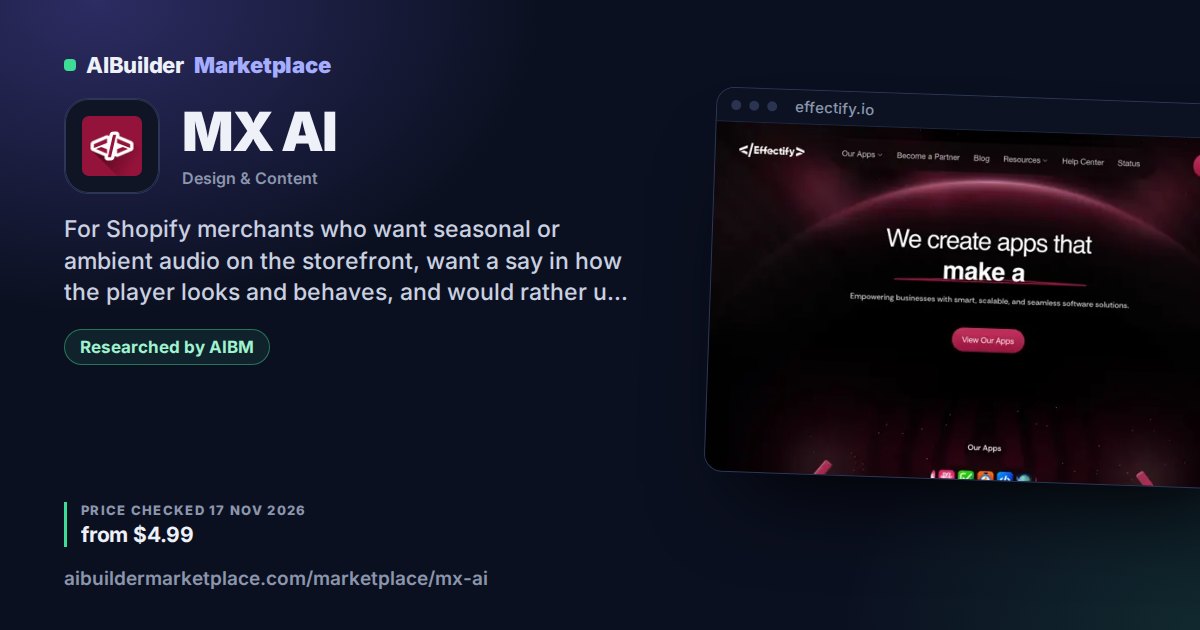 AIBuilder Marketplace
MX AI
Design & Content
For Shopify merchants who want seasonal or
ambient audio on the storefront, want a say in how
the player looks and behaves, and would rather u...
Researched by AIBM
PRICE CHECKED 17 NOV 2026
from $4.99
aibuildermarketplace.com/marketplace/mx-ai
effectify.io
</Effectify>
Our Apps
Become a Partner
Blog
Resources
Help Center
Status
We create apps that
make a
Empowering businesses with smart, scalable, and seamless software solutions.
View Our Apps
Our Apps